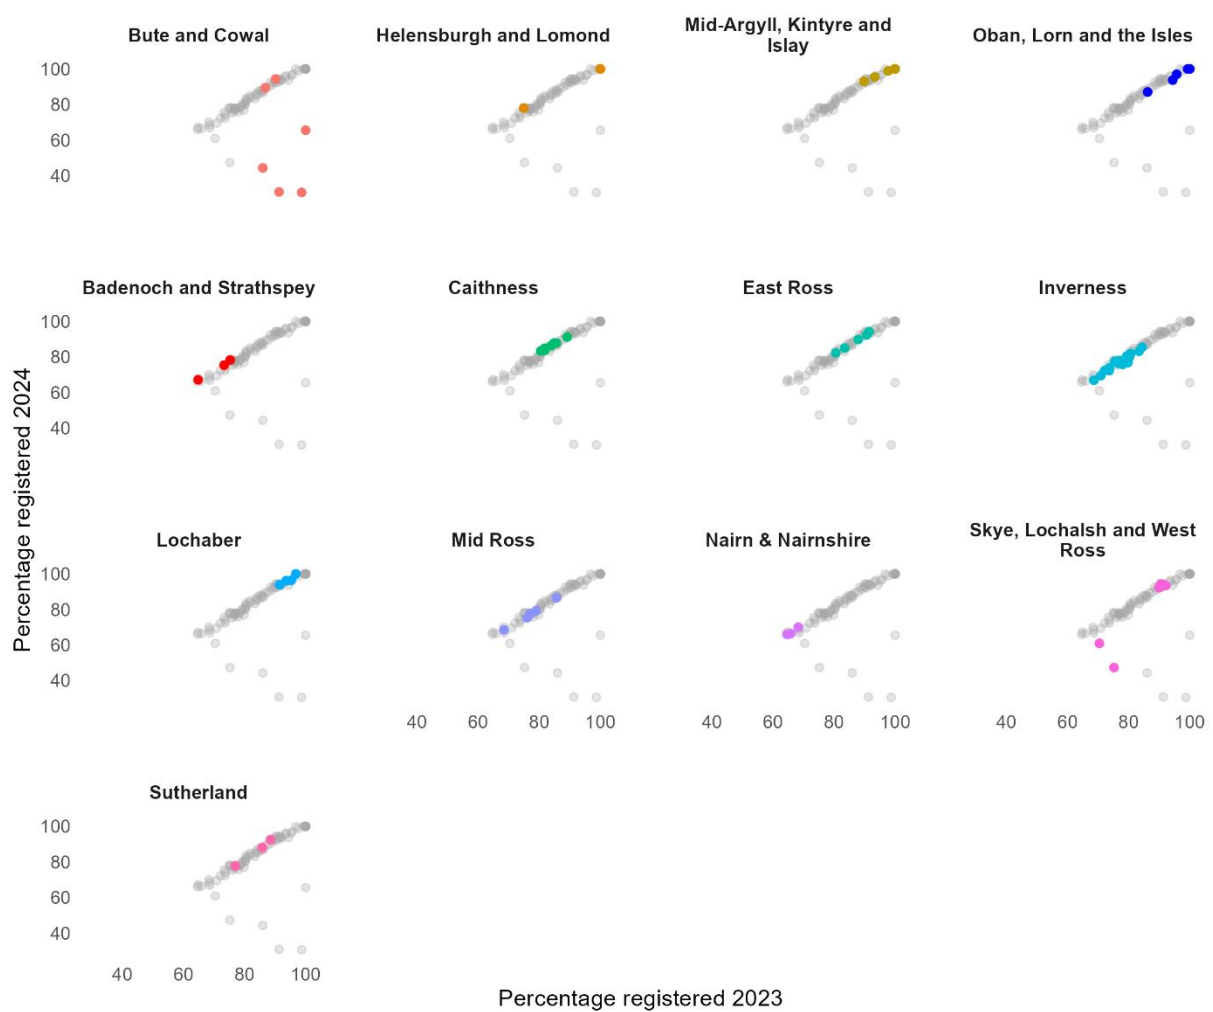 Bute and Cowal
Helensburgh and Lomond
Mid-Argyll, Kintyre and
Islay
Oban, Lorn and the Isles
100
80
60
40
Badenoch and Strathspey
Caithness
East Ross
Inverness
100
80
60
40
Percentage registered 2024
Lochaber
Mid Ross
Nairn & Nairnshire
Skye, Lochalsh and West
Ross
100
80
60
40
40 60 80 100
40 60 80 100
40 60 80 100
Sutherland
100
80
60
40
40 60 80 100
Percentage registered 2023